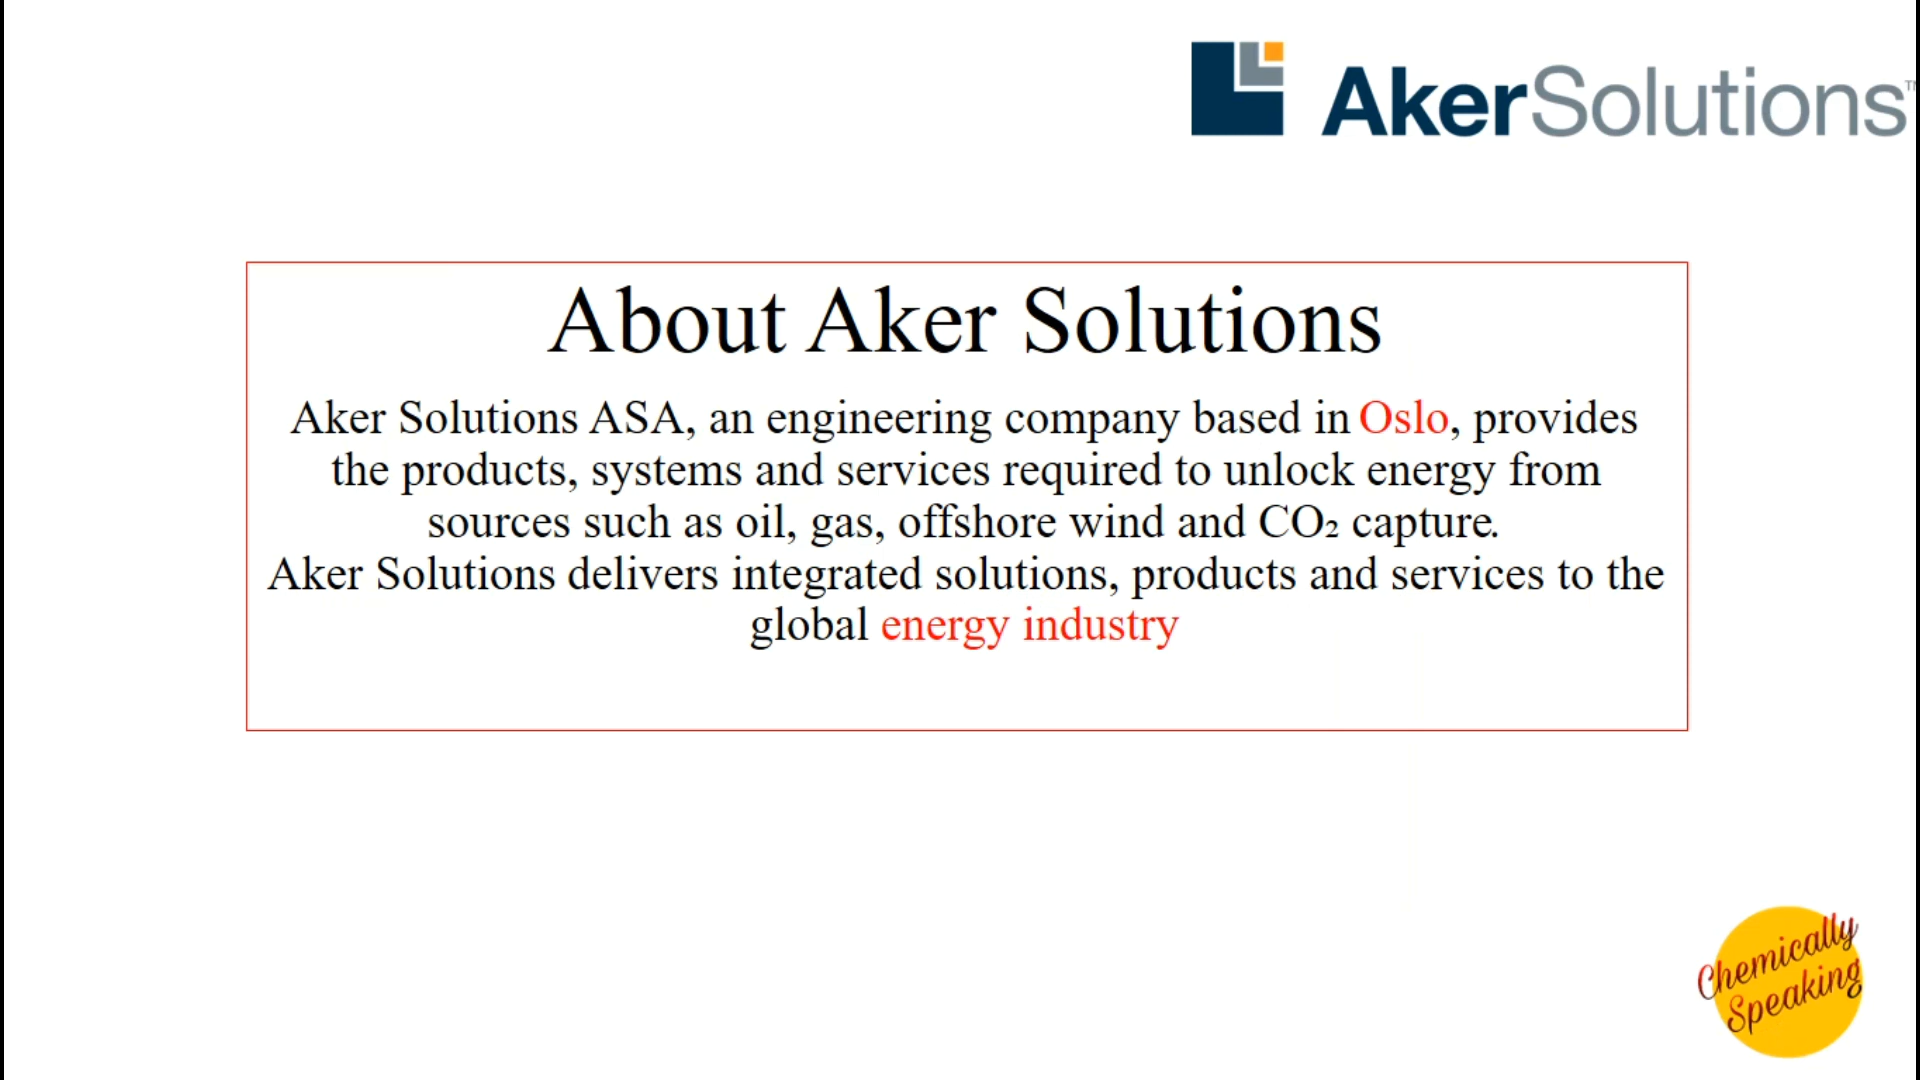 AkerSolutions™
About Aker Solutions
Aker Solutions ASA, an engineering company based in Oslo, provides
the products, systems and services required to unlock energy from
sources such as oil, gas, offshore wind and CO₂ capture.
Aker Solutions delivers integrated solutions, products and services to the
global energy industry
Chemically
Speaking